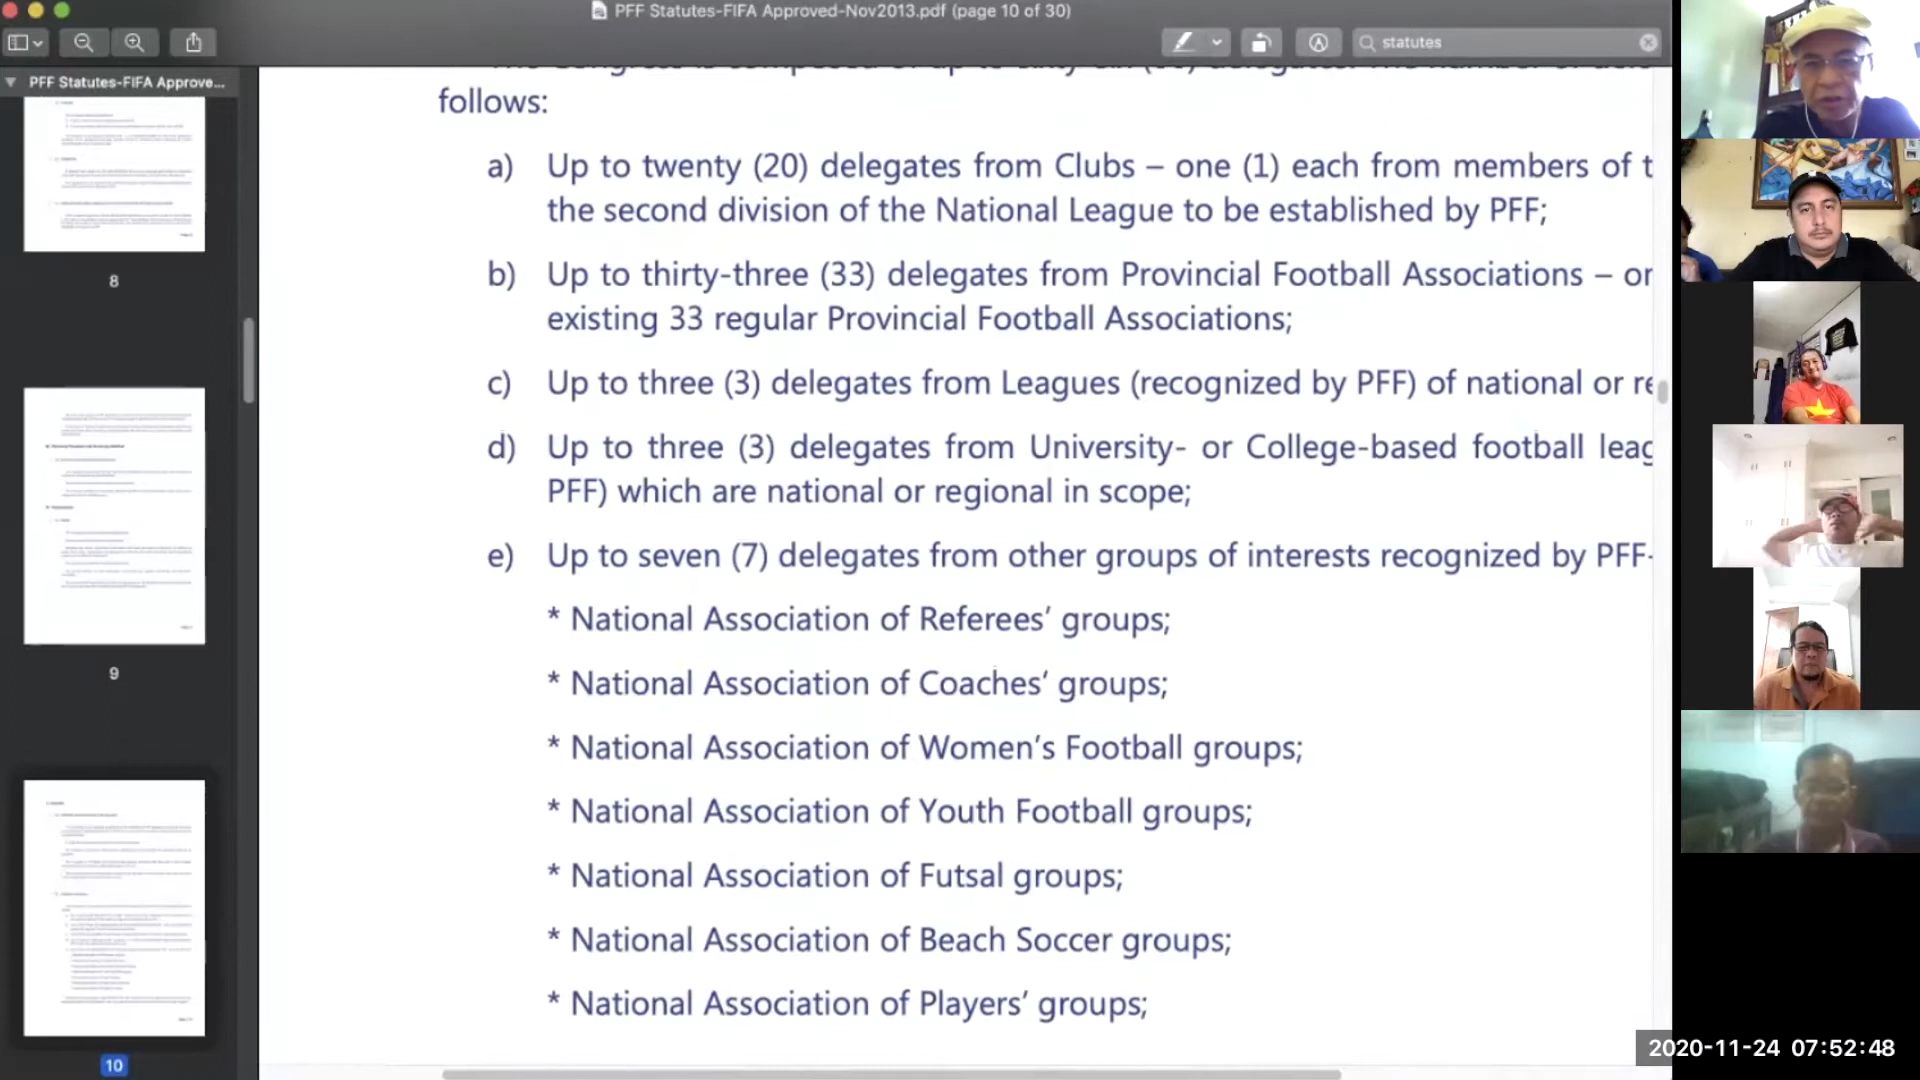 PFF Statutes-FIFA Approved-Nov2013.pdf (page 10 of 30)
statutes
PFF Statutes-FIFA Approve...
8
9
10
follows:
a) Up to twenty (20) delegates from Clubs – one (1) each from members of t
the second division of the National League to be established by PFF;
b) Up to thirty-three (33) delegates from Provincial Football Associations – or
existing 33 regular Provincial Football Associations;
c) Up to three (3) delegates from Leagues (recognized by PFF) of national or re
d) Up to three (3) delegates from University- or College-based football leag
PFF) which are national or regional in scope;
e) Up to seven (7) delegates from other groups of interests recognized by PFF-
* National Association of Referees’ groups;
* National Association of Coaches’ groups;
* National Association of Women’s Football groups;
* National Association of Youth Football groups;
* National Association of Futsal groups;
* National Association of Beach Soccer groups;
* National Association of Players’ groups;
2020-11-24 07:52:48